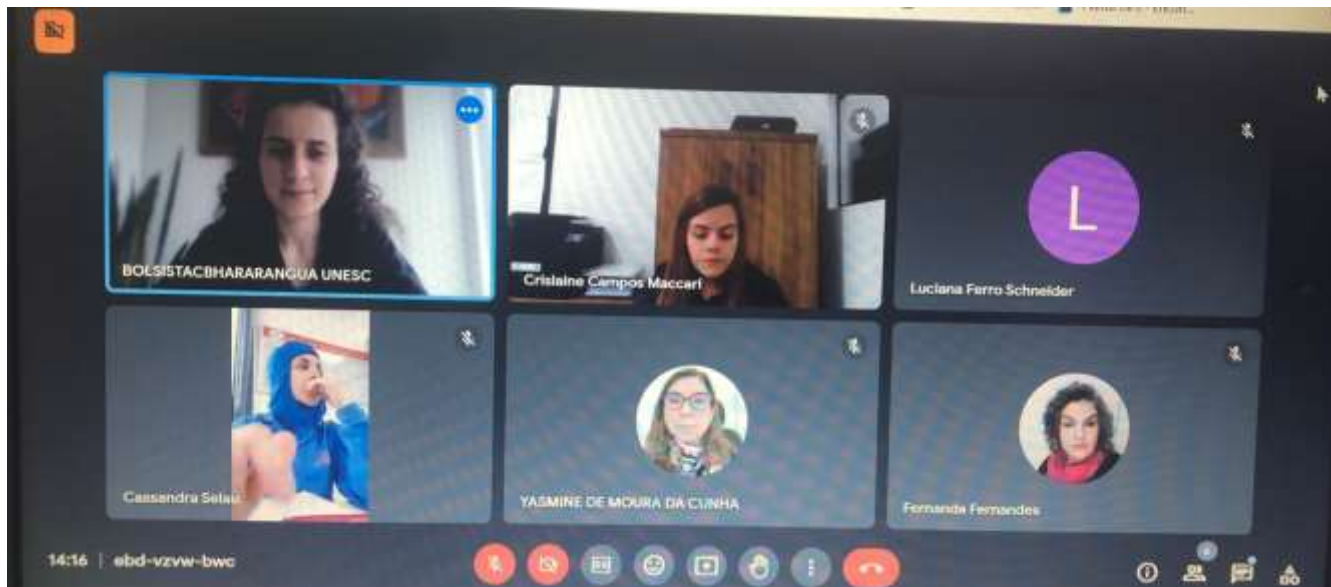 BOLSISTACBHARARANGUA UNESC
Crislaine Campos Maccari
L
Luciana Ferro Schneider
Cassandra Selau
YASMINE DE MOURA DA CUNHA
Fernanda Fernandes
14:16 | ebd-vzvw-bwc